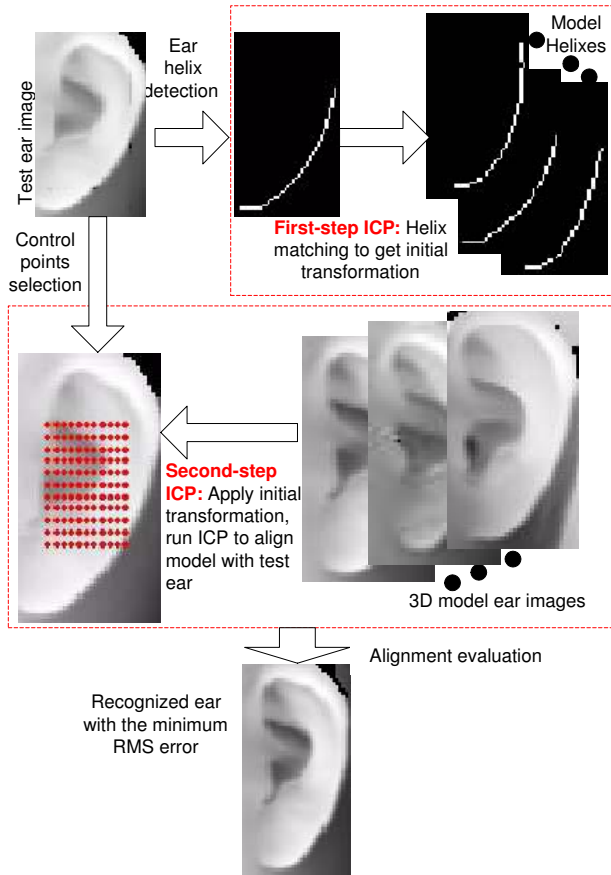 Test ear image
Ear
helix
detection
Model
Helixes
First-step ICP: Helix
matching to get initial
transformation
Control
points
selection
Second-step
ICP: Apply initial
transformation,
run ICP to align
model with test
ear
3D model ear images
Alignment evaluation
Recognized ear
with the minimum
RMS error